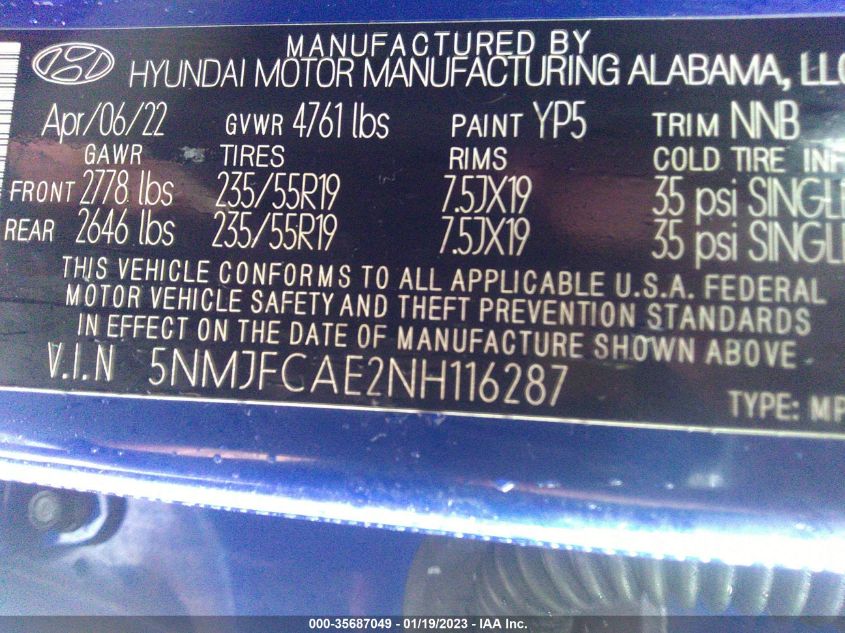 MANUFACTURED BY
HYUNDAI MOTOR MANUFACTURING ALABAMA, LLC
Apr/06/22 GVWR 4761 lbs PAINT YP5 TRIM NNB
GAWR TIRES RIMS COLD TIRE INF
FRONT 2778 lbs 235/55R19 7.5JX19 35 psi SINGLE
REAR 2646 lbs 235/55R19 7.5JX19 35 psi SINGLE
THIS VEHICLE CONFORMS TO ALL APPLICABLE U.S.A. FEDERAL
MOTOR VEHICLE SAFETY AND THEFT PREVENTION STANDARDS
IN EFFECT ON THE DATE OF MANUFACTURE SHOWN ABOVE
V.I.N 5NMJFCAE2NH116287
TYPE: MP
000-35687049 - 01/19/2023 - IAA Inc.